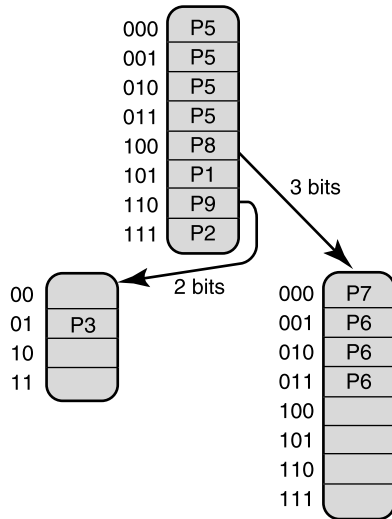 000 P5
001 P5
010 P5
011 P5
100 P8
101 P1
110 P9
111 P2
3 bits
2 bits
00
01 P3
10
11
000 P7
001 P6
010 P6
011 P6
100
101
110
111